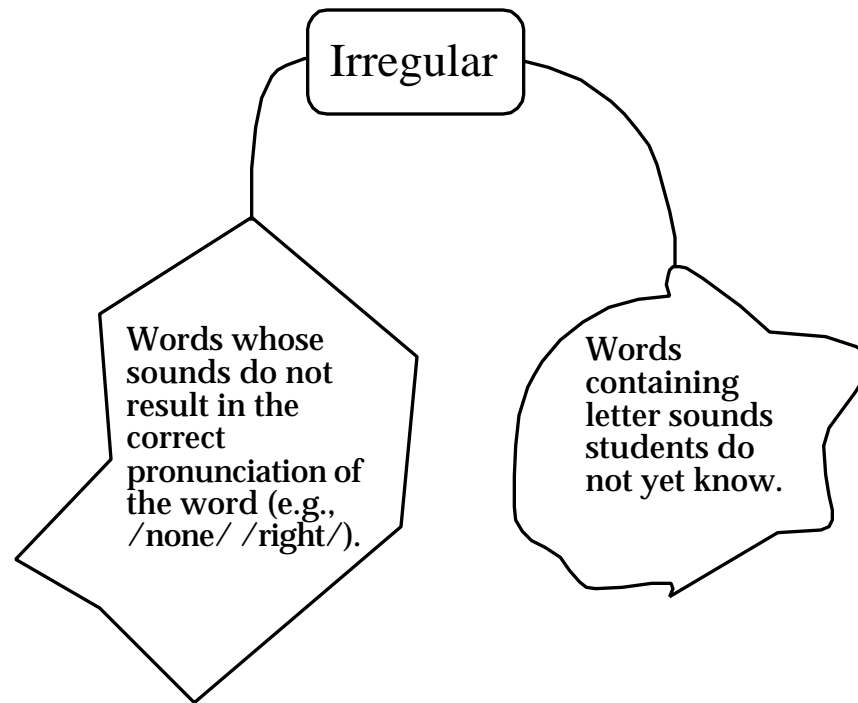 Irregular
Words whose
sounds do not
result in the
correct
pronunciation of
the word (e.g.,
/none/ /right/).
Words
containing
letter sounds
students do
not yet know.